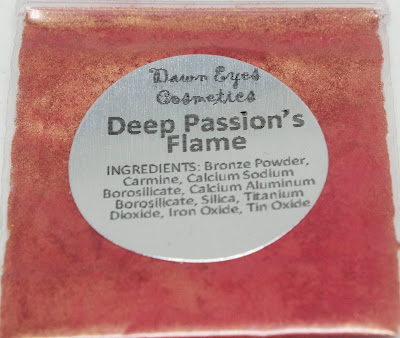 Dawn Eyes
Cosmetics
Deep Passion's
Flame
INGREDIENTS: Bronze Powder,
Carmine, Calcium Sodium
Borosilicate, Calcium Aluminum
Borosilicate, Silica, Titanium
Dioxide, Iron Oxide, Tin Oxide